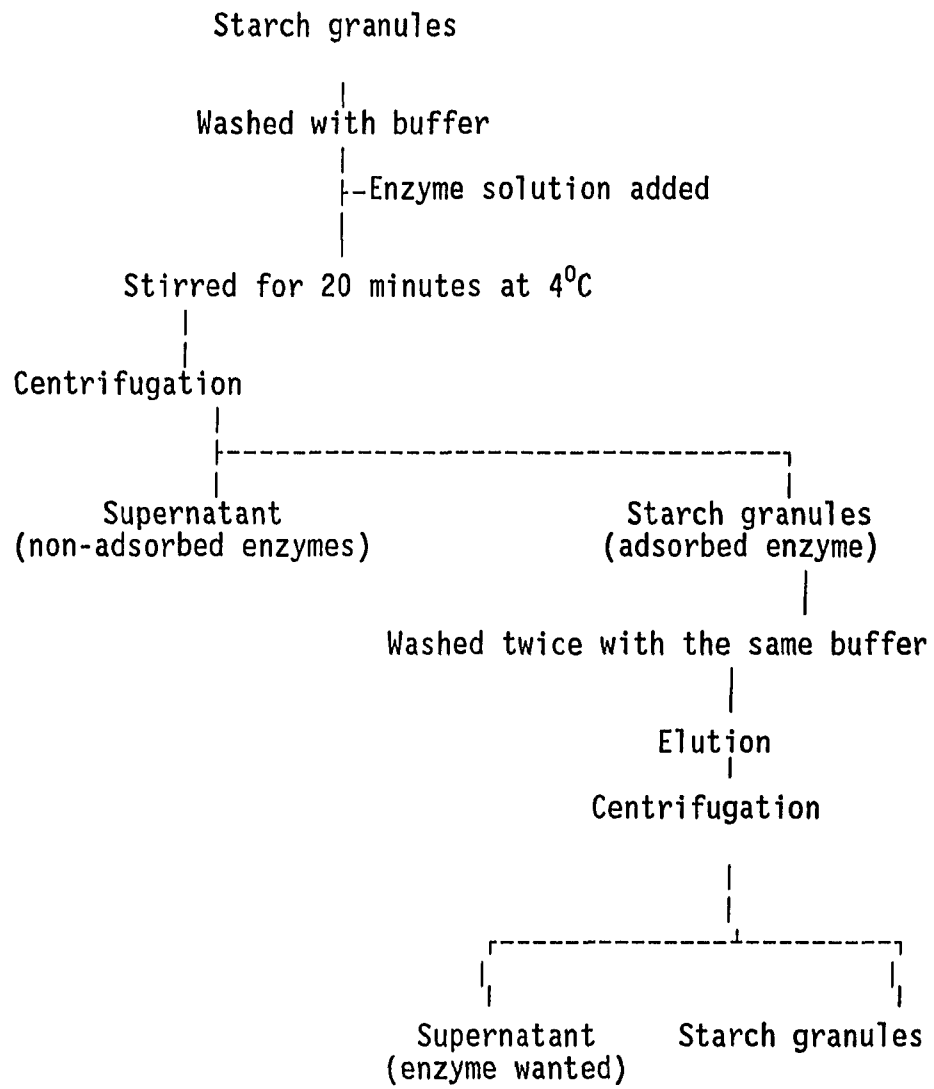 Starch granules
Washed with buffer
Enzyme solution added
Stirred for 20 minutes at 4⁰C
Centrifugation
Supernatant
(non-adsorbed enzymes)
Starch granules
(adsorbed enzyme)
Washed twice with the same buffer
Elution
Centrifugation
Supernatant
(enzyme wanted)
Starch granules